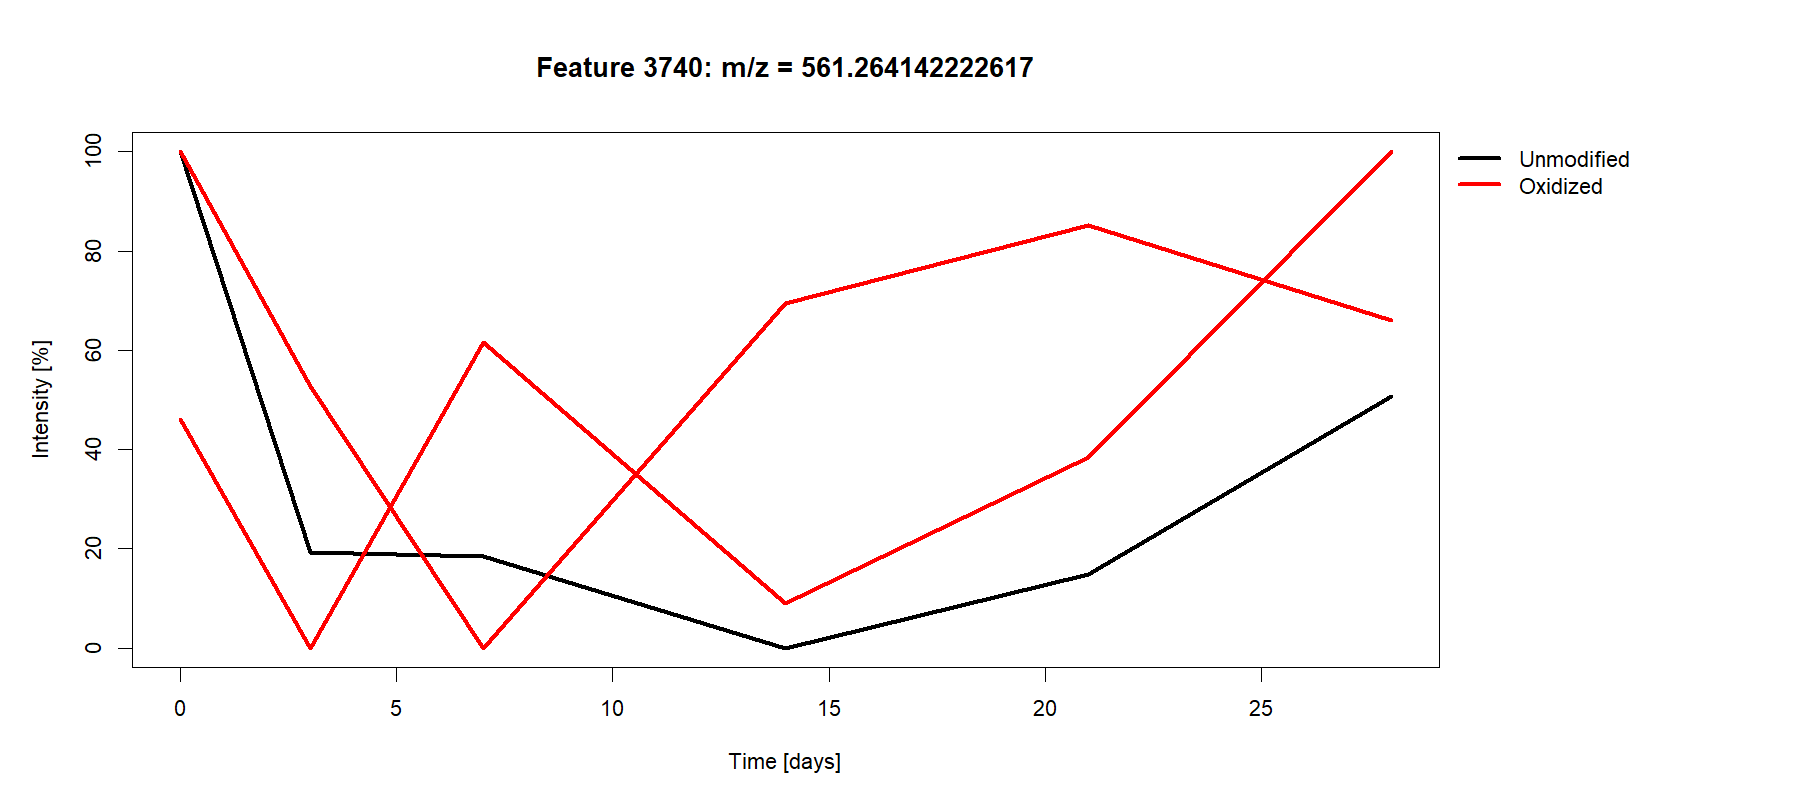 Feature 3740: m/z = 561.264142222617
Unmodified
Oxidized
Intensity [%]
100
80
60
40
20
0
0 5 10 15 20 25
Time [days]